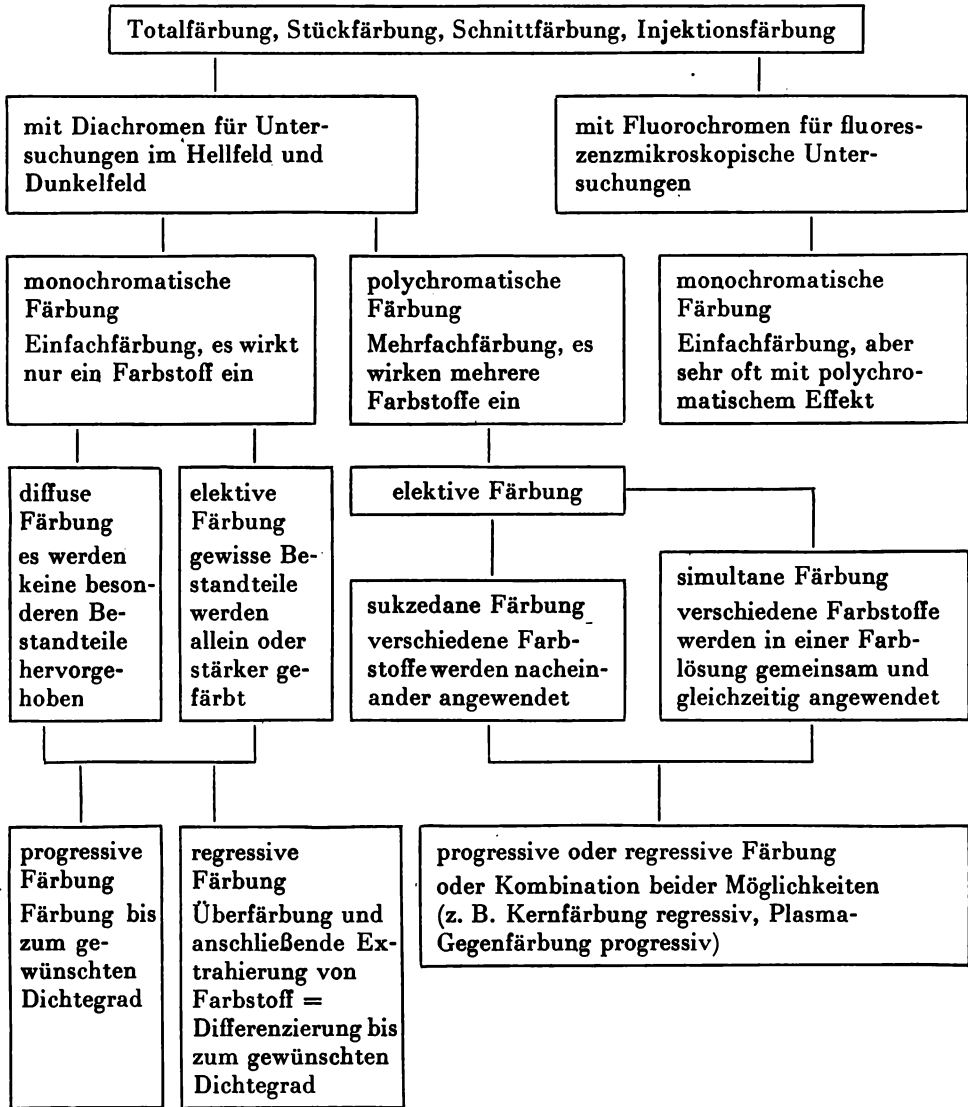 Totalfärbung, Stückfärbung, Schnittfärbung, Injektionsfärbung
mit Diachromen für Unter-
suchungen im Hellfeld und
Dunkelfeld
mit Fluorochromen für fluores-
zenzmikroskopische Unter-
suchungen
monochromatische
Färbung
Einfachfärbung, es wirkt
nur ein Farbstoff ein
polychromatische
Färbung
Mehrfachfärbung, es
wirken mehrere
Farbstoffe ein
monochromatische
Färbung
Einfachfärbung, aber
sehr oft mit polychro-
matischem Effekt
diffuse
Färbung
es werden
keine beson-
deren Be-
standteile
hervorge-
hoben
elektive
Färbung
gewisse Be-
standteile
werden
allein oder
stärker ge-
färbt
elektive Färbung
sukzedane Färbung
verschiedene Farb-
stoffe werden nachein-
ander angewendet
simultane Färbung
verschiedene Farbstoffe
werden in einer Farb-
lösung gemeinsam und
gleichzeitig angewendet
progressive
Färbung
Färbung bis
zum ge-
wünschten
Dichtegrad
regressive
Färbung
Überfärbung und
anschließende Ex-
trahierung von
Farbstoff =
Differenzierung bis
zum gewünschten
Dichtegrad
progressive oder regressive Färbung
oder Kombination beider Möglichkeiten
(z. B. Kernfärbung regressiv, Plasma-
Gegenfärbung progressiv)